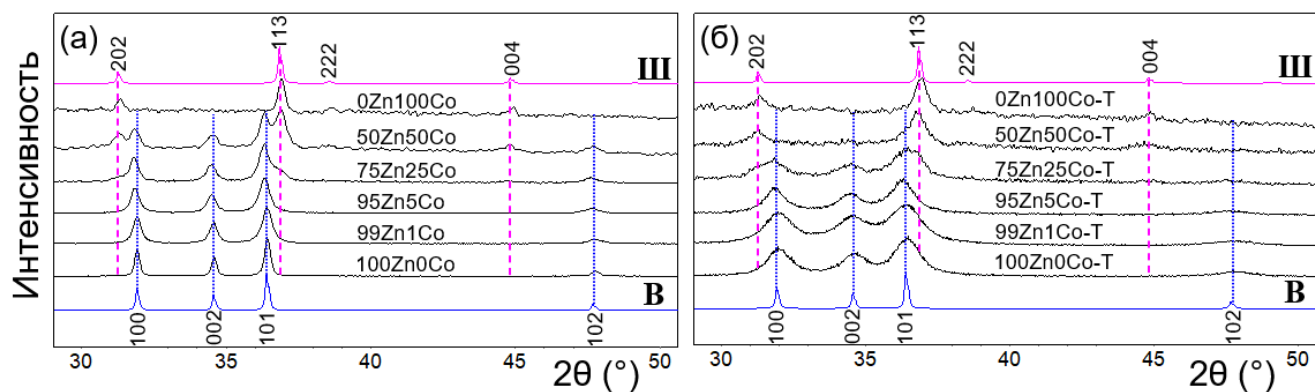 Интенсивность
(а)
202
113
222
004
Ш
0Zn100Co
50Zn50Co
75Zn25Co
95Zn5Co
99Zn1Co
100Zn0Co
В
100
002
101
102
30
35
40
45
50
2θ (°)
(б)
202
113
222
004
Ш
0Zn100Co-T
50Zn50Co-T
75Zn25Co-T
95Zn5Co-T
99Zn1Co-T
100Zn0Co-T
В
100
002
101
102
30
35
40
45
50
2θ (°)